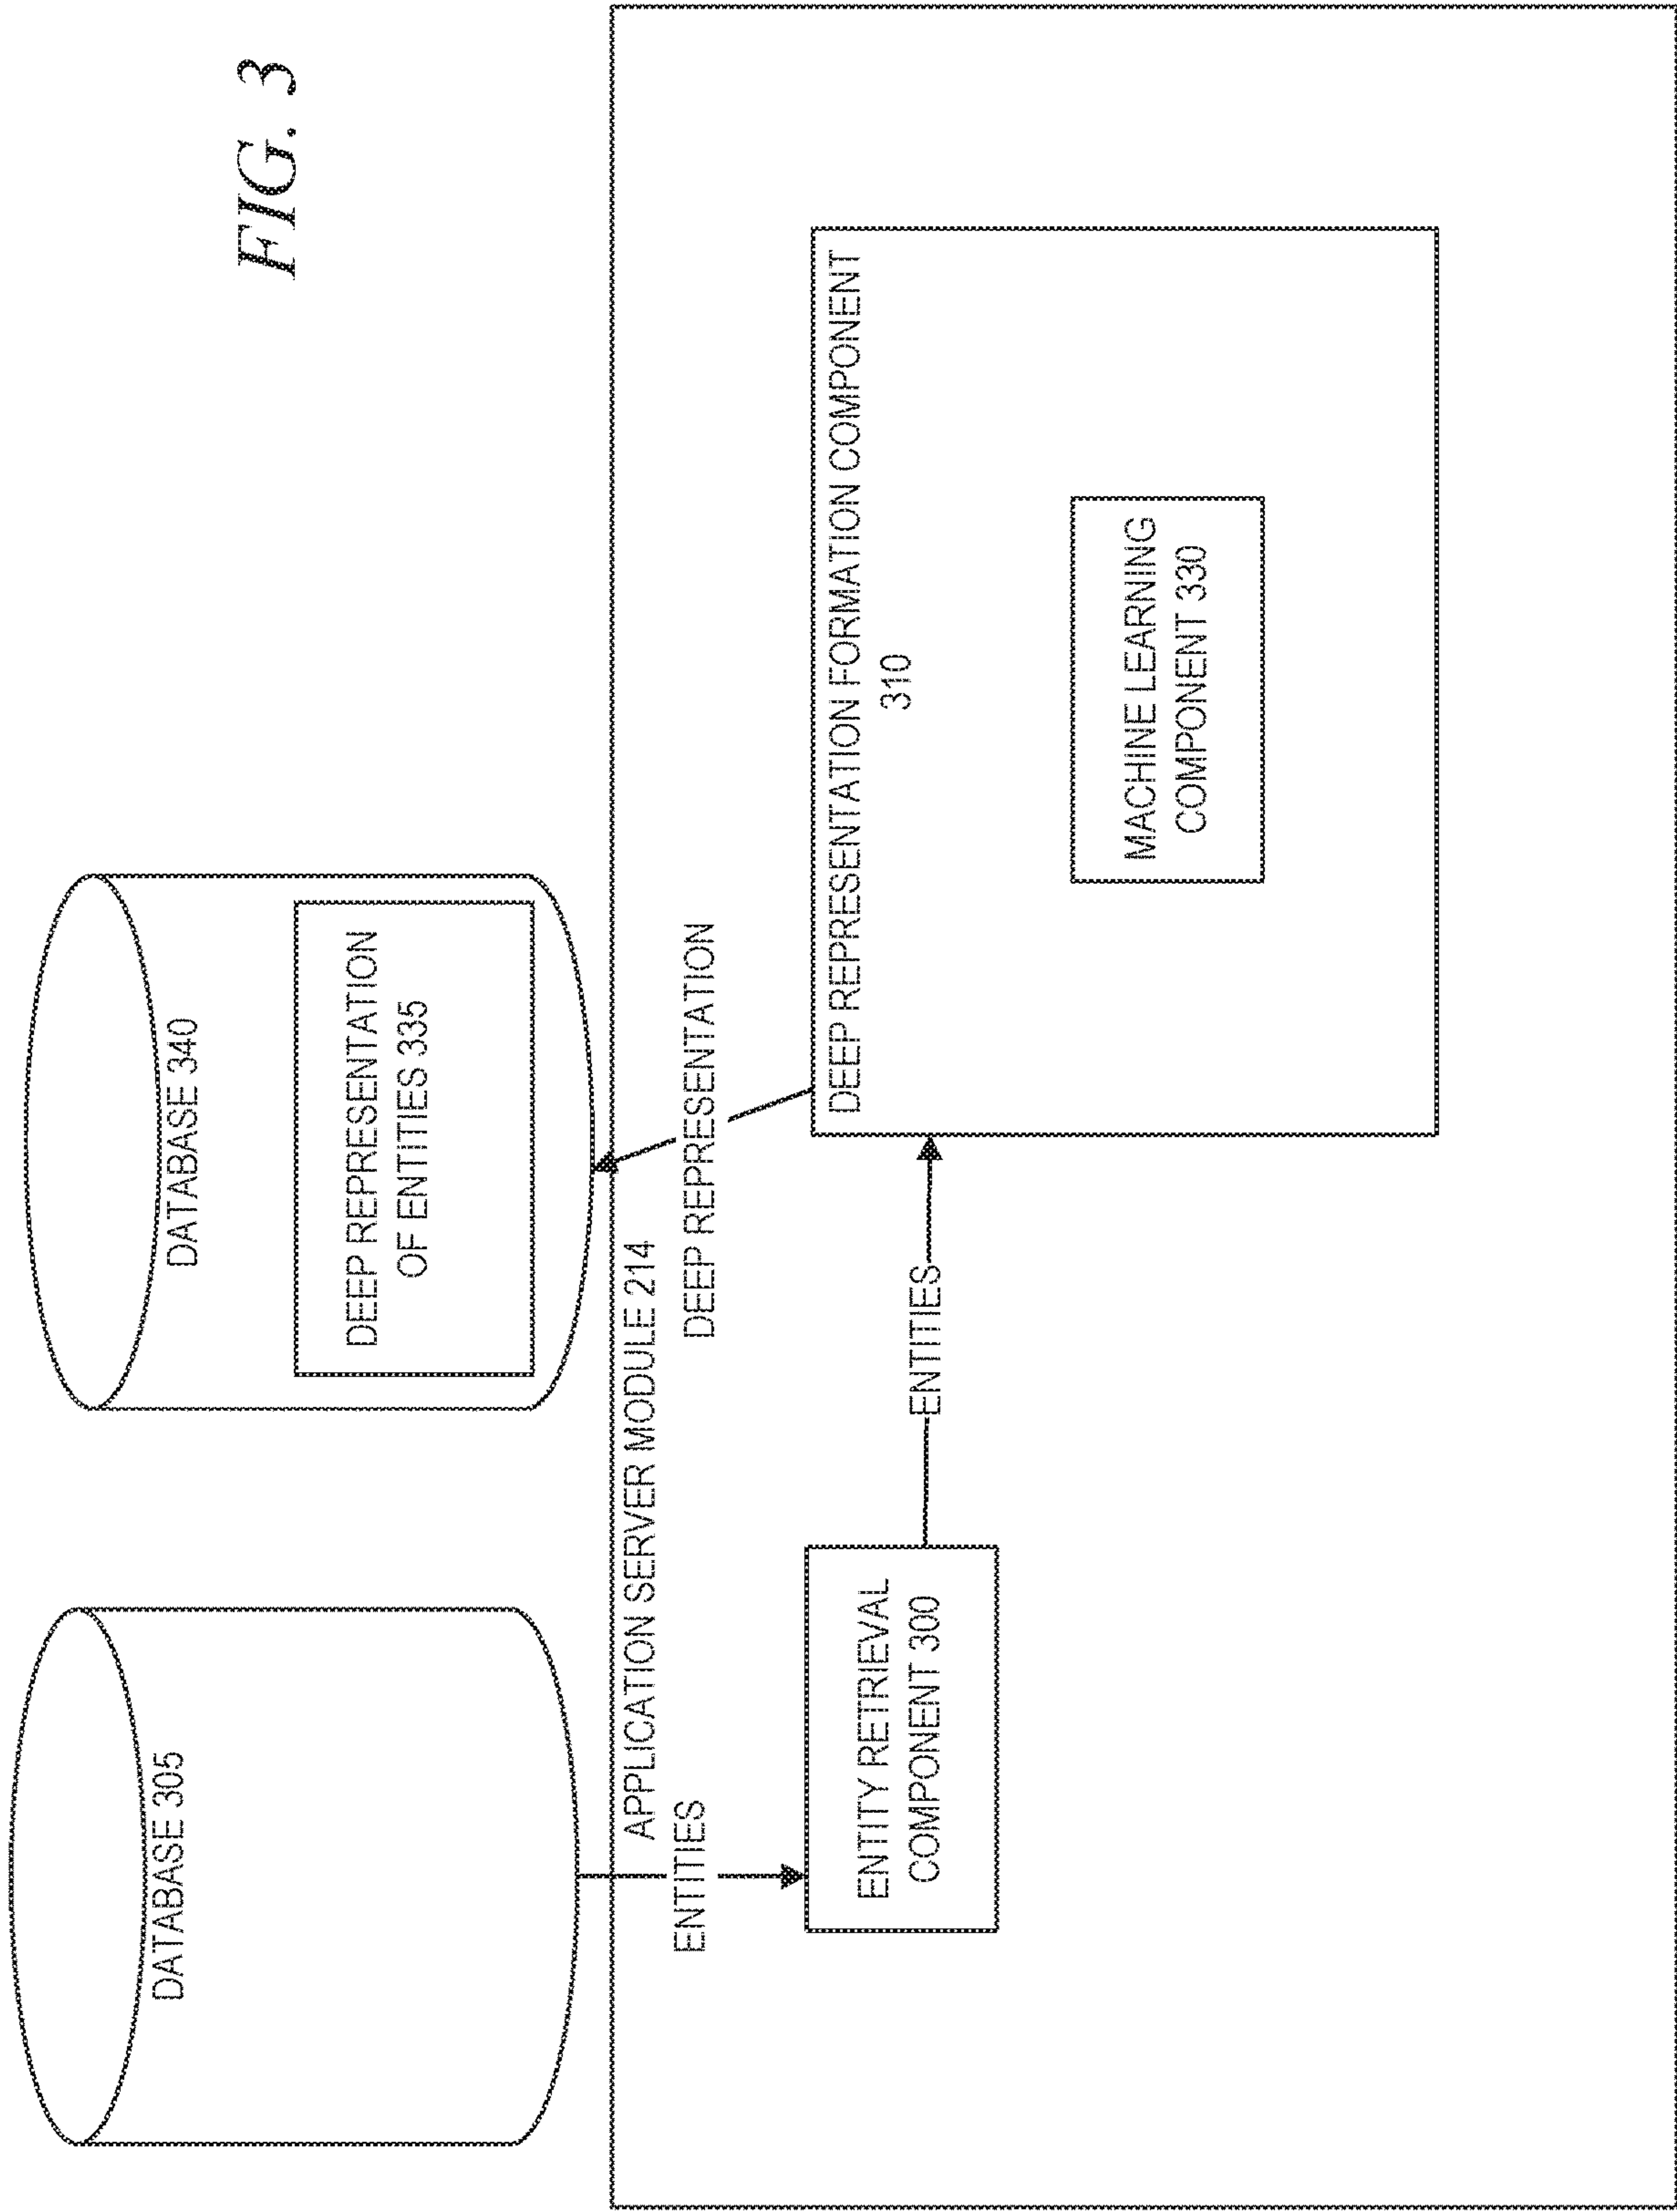 FIG. 3
DATABASE 305
DATABASE 340
DEEP REPRESENTATION
OF ENTITIES 335
APPLICATION SERVER MODULE 214
ENTITIES
DEEP REPRESENTATION
ENTITY RETRIEVAL
COMPONENT 300
ENTITIES
DEEP REPRESENTATION FORMATION COMPONENT
310
MACHINE LEARNING
COMPONENT 330